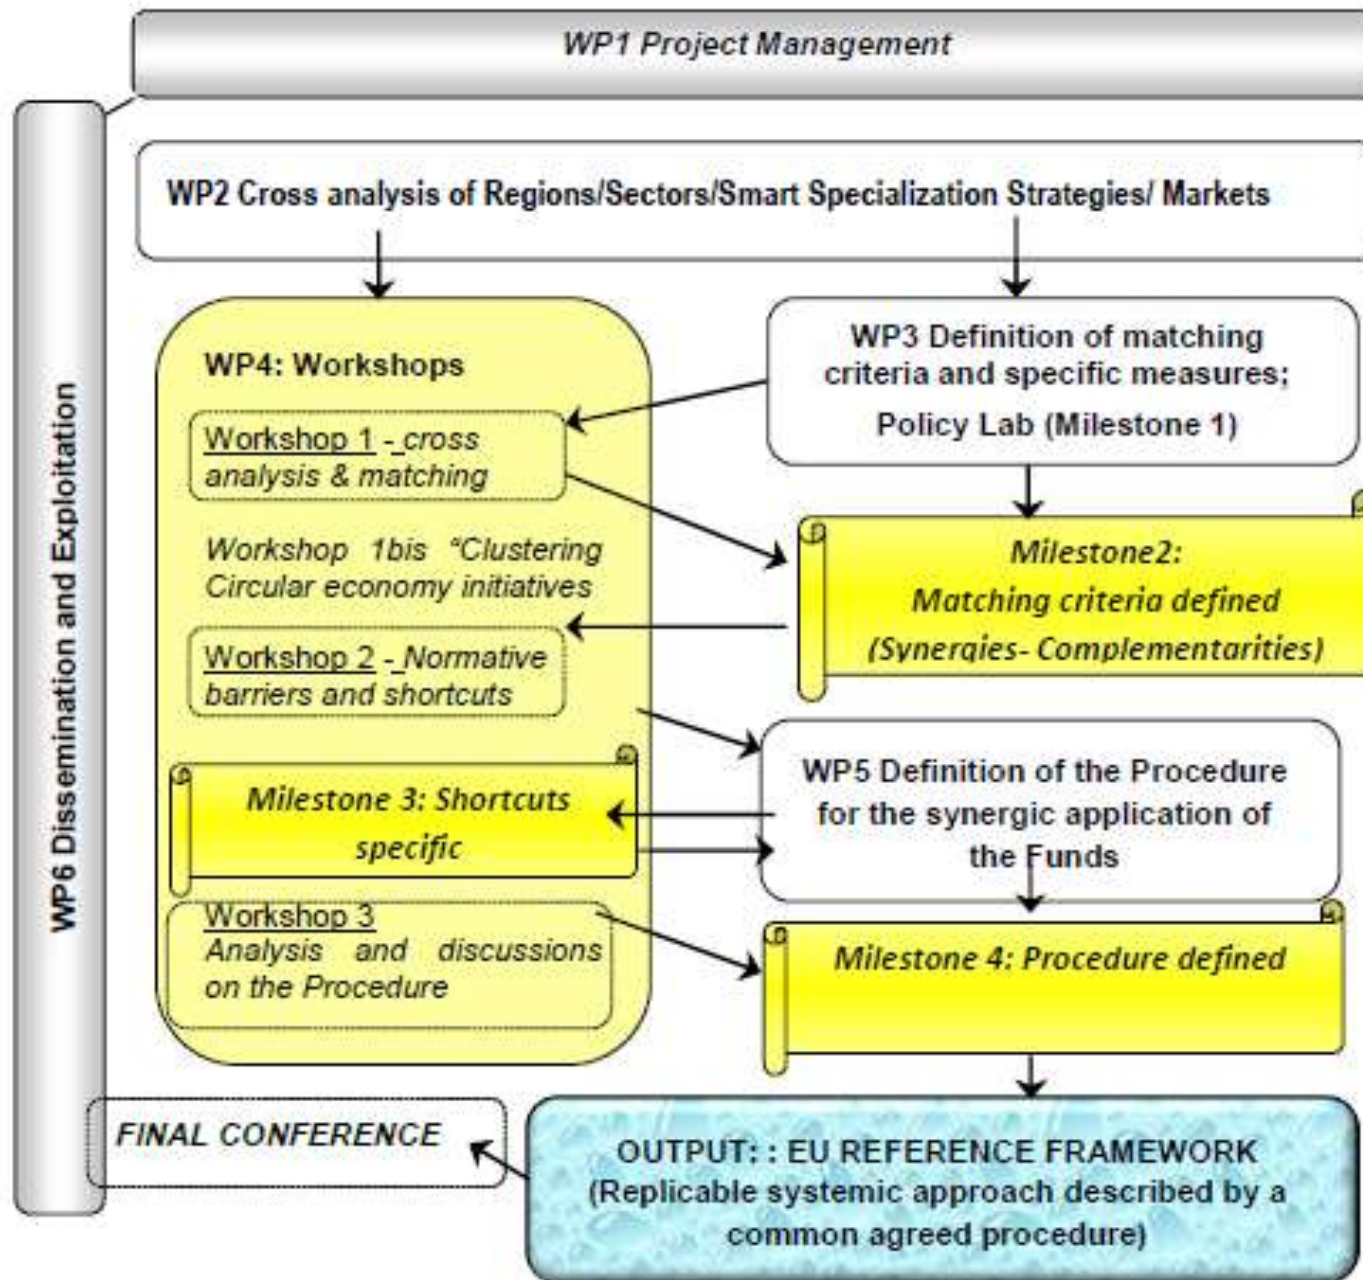 WP1 Project Management
WP6 Dissemination and Exploitation
WP2 Cross analysis of Regions/Sectors/Smart Specialization Strategies/ Markets
WP4: Workshops
Workshop 1 - cross
analysis & matching
Workshop 1bis “Clustering
Circular economy initiatives
Workshop 2 - Normative
barriers and shortcuts
Milestone 3: Shortcuts
specific
Workshop 3
Analysis and discussions
on the Procedure
WP3 Definition of matching
criteria and specific measures;
Policy Lab (Milestone 1)
Milestone2:
Matching criteria defined
(Synergies- Complementarities)
WP5 Definition of the Procedure
for the synergic application of
the Funds
Milestone 4: Procedure defined
FINAL CONFERENCE
OUTPUT: : EU REFERENCE FRAMEWORK
(Replicable systemic approach described by a
common agreed procedure)